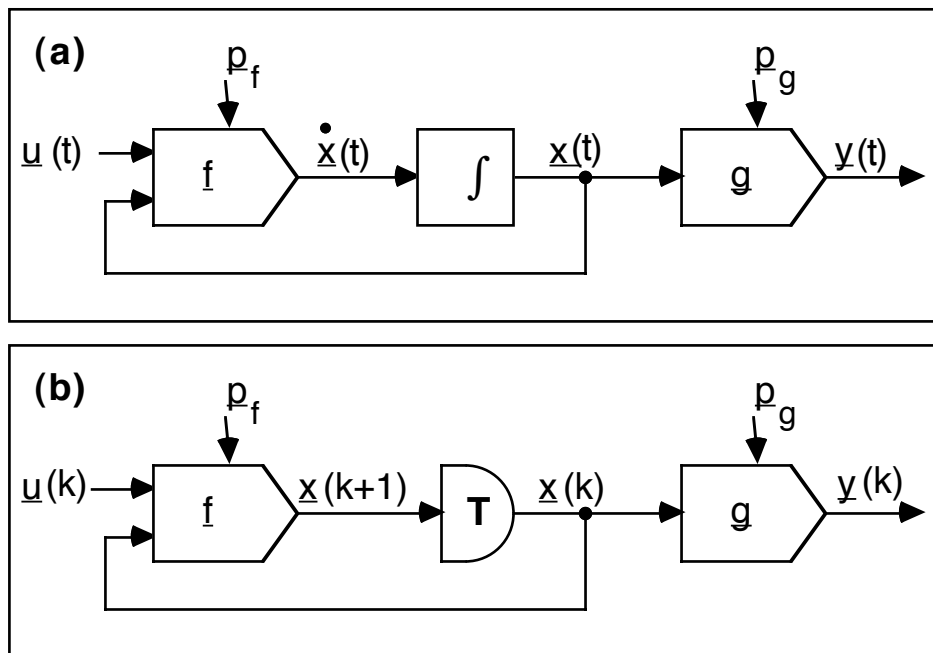 (a)
p_f
p_g
u(t)
ẋ(t)
x(t)
y(t)
f
∫
g
(b)
p_f
p_g
u(k)
x(k+1)
x(k)
y(k)
f
T
g